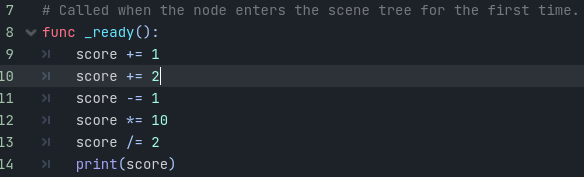 7 # Called when the node enters the scene tree for the first time.
8 func _ready():
9 score += 1
10 score += 2
11 score -= 1
12 score *= 10
13 score /= 2
14 print(score)